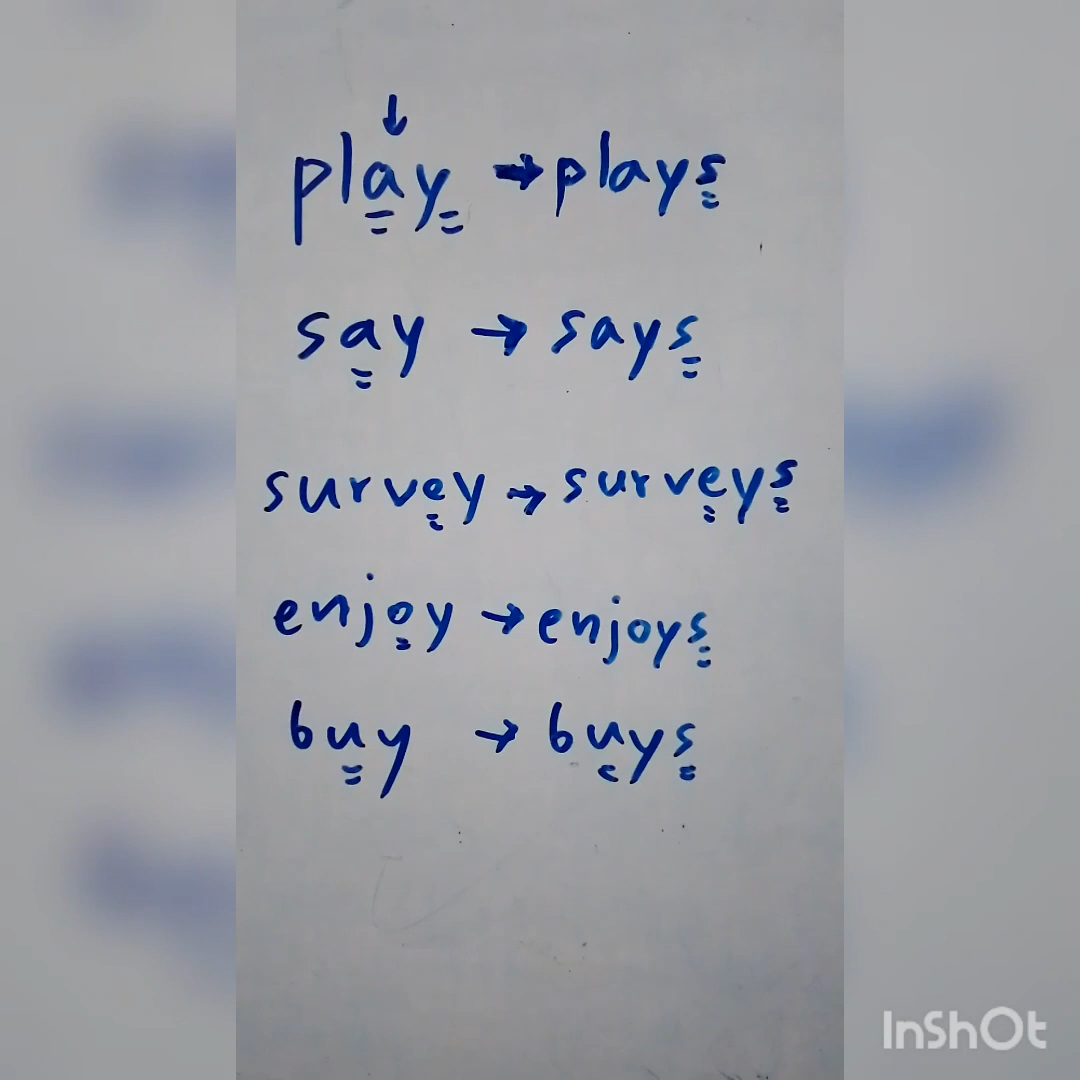 play → plays
say → says
survey → surveys
enjoy → enjoys
buy → buys
InShOt